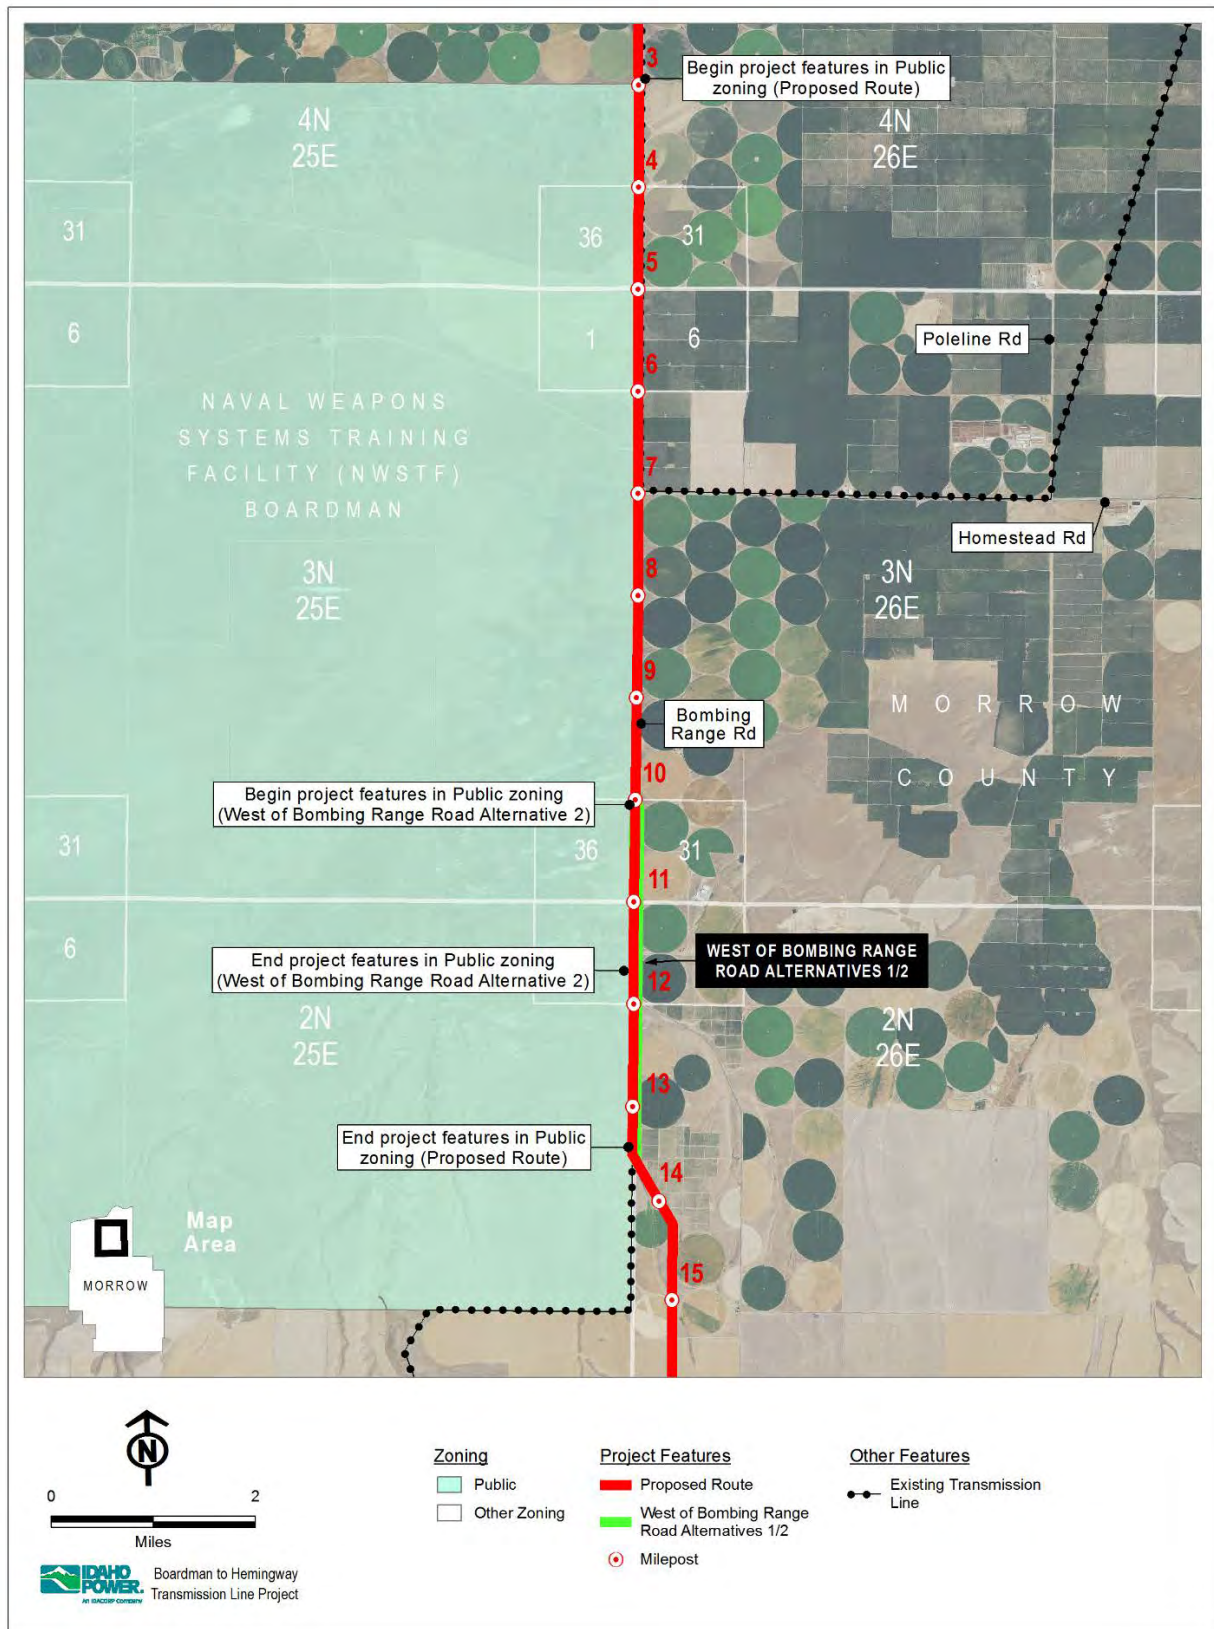 3
Begin project features in Public
zoning (Proposed Route)
4N
25E
4N
26E
4
31
36
31
5
6
1
6
6
Poleline Rd
NAVAL WEAPONS
SYSTEMS TRAINING
FACILITY (NWSTF)
BOARDMAN
7
Homestead Rd
3N
25E
8
3N
26E
9
Bombing
Range Rd
MORROW
COUNTY
10
Begin project features in Public zoning
(West of Bombing Range Road Alternative 2)
31
36
31
11
6
End project features in Public zoning
(West of Bombing Range Road Alternative 2)
WEST OF BOMBING RANGE
ROAD ALTERNATIVES 1/2
12
2N
25E
2N
26E
13
End project features in Public
zoning (Proposed Route)
14
Map
Area
MORROW
15
N
0 2
Miles
IDAHO
POWER.
An IDACORP Company
Boardman to Hemingway
Transmission Line Project
Zoning
Public
Other Zoning
Project Features
Proposed Route
West of Bombing Range
Road Alternatives 1/2
Milepost
Other Features
Existing Transmission
Line